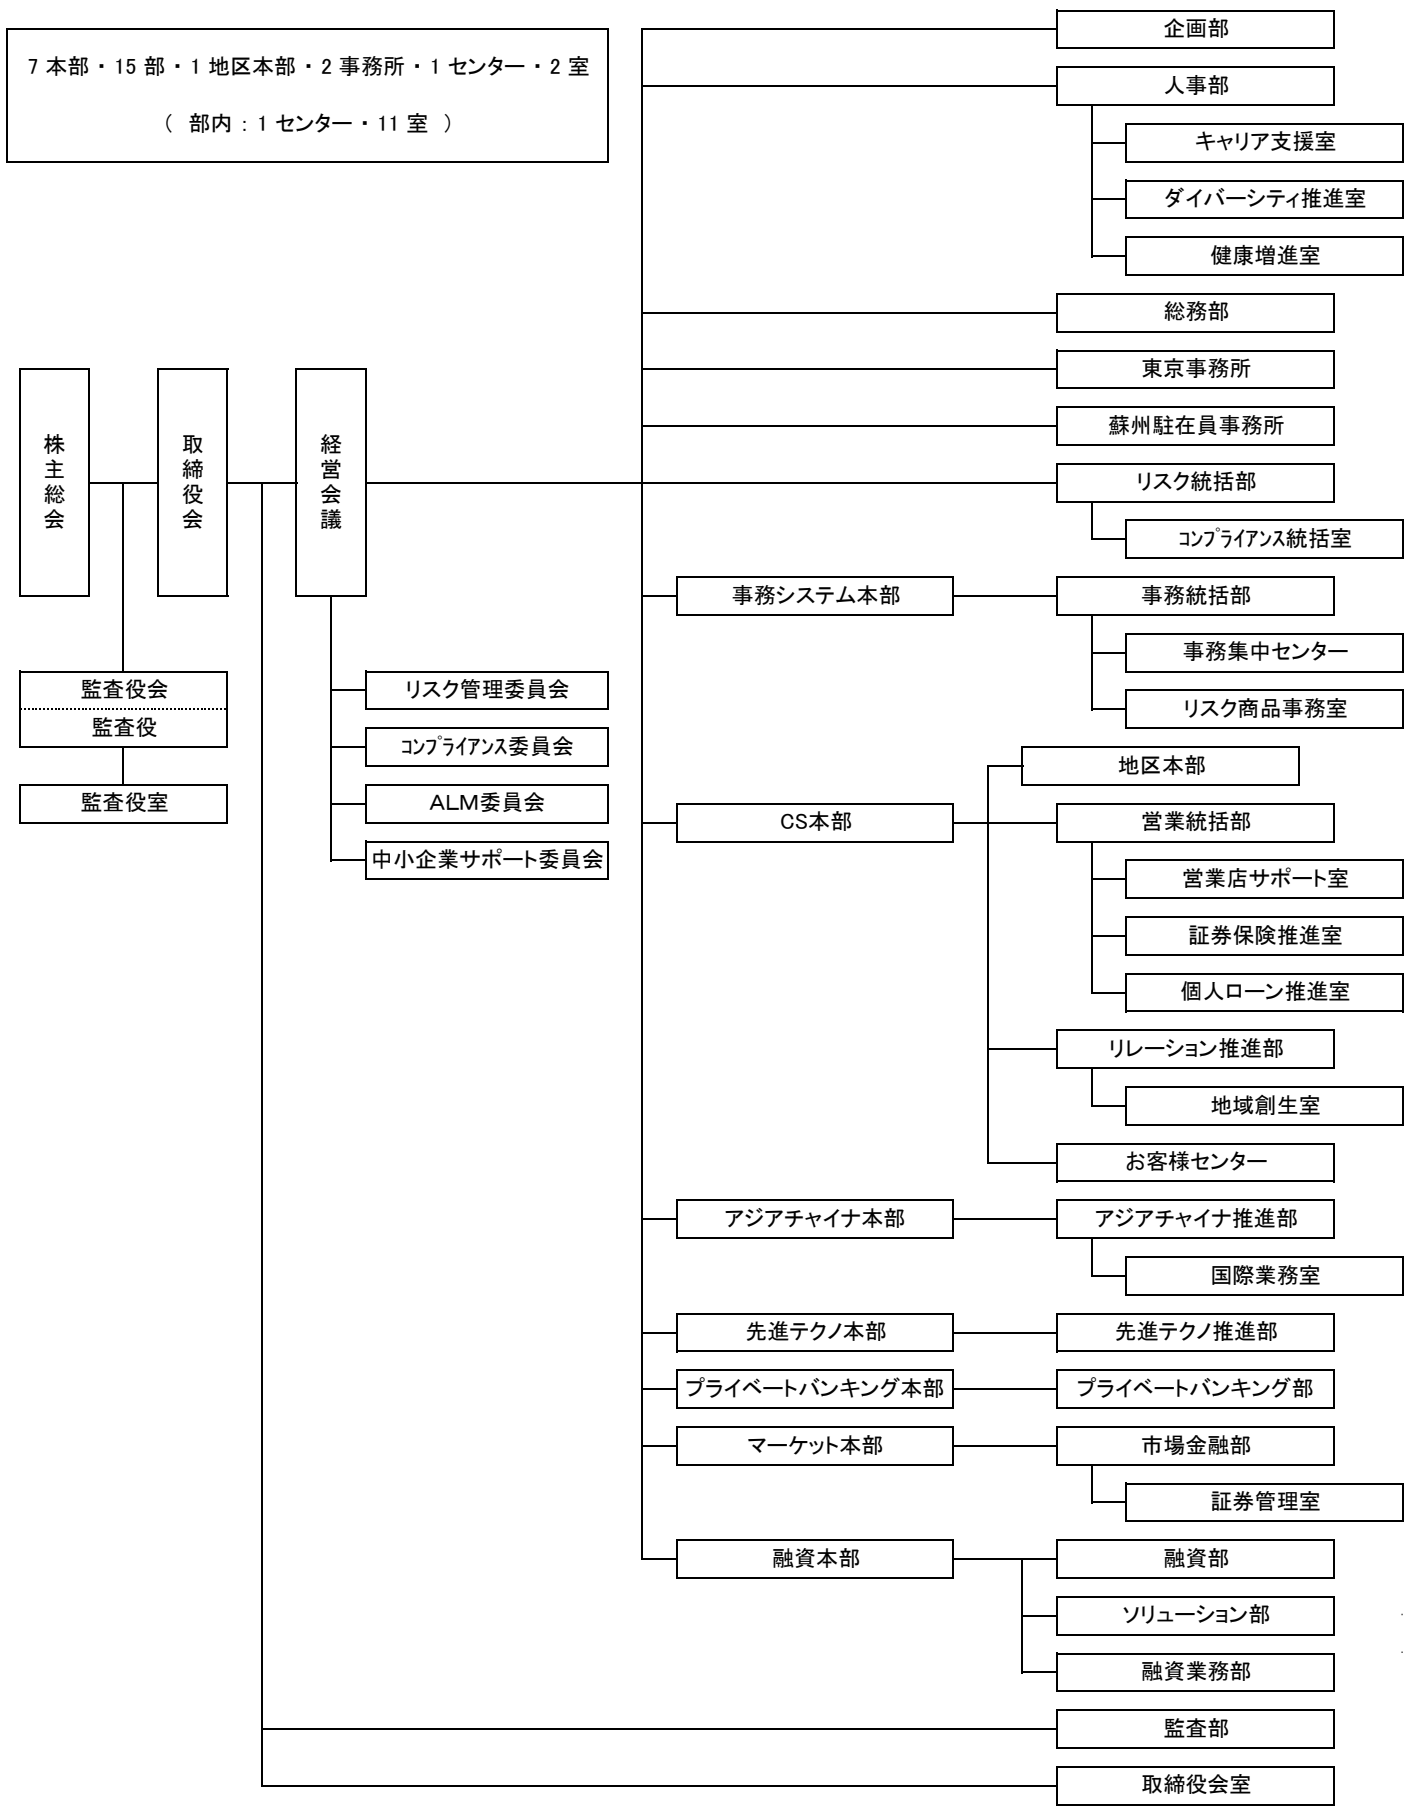 7 本部 ・ 15 部 ・ 1 地区本部 ・ 2 事務所 ・ 1 センター ・ 2 室
（ 部内 : 1 センター ・ 11 室 ）
企画部
人事部
キャリア支援室
ダイバーシティ推進室
健康増進室
総務部
東京事務所
蘇州駐在員事務所
株主総会
取締役会
経営会議
リスク統括部
コンプライアンス統括室
事務システム本部
事務統括部
事務集中センター
リスク商品事務室
監査役会
監査役
監査役室
リスク管理委員会
コンプライアンス委員会
ALM委員会
中小企業サポート委員会
地区本部
CS本部
営業統括部
営業店サポート室
証券保険推進室
個人ローン推進室
リレーション推進部
地域創生室
お客様センター
アジアチャイナ本部
アジアチャイナ推進部
国際業務室
先進テクノ本部
先進テクノ推進部
プライベートバンキング本部
プライベートバンキング部
マーケット本部
市場金融部
証券管理室
融資本部
融資部
ソリューション部
融資業務部
監査部
取締役会室